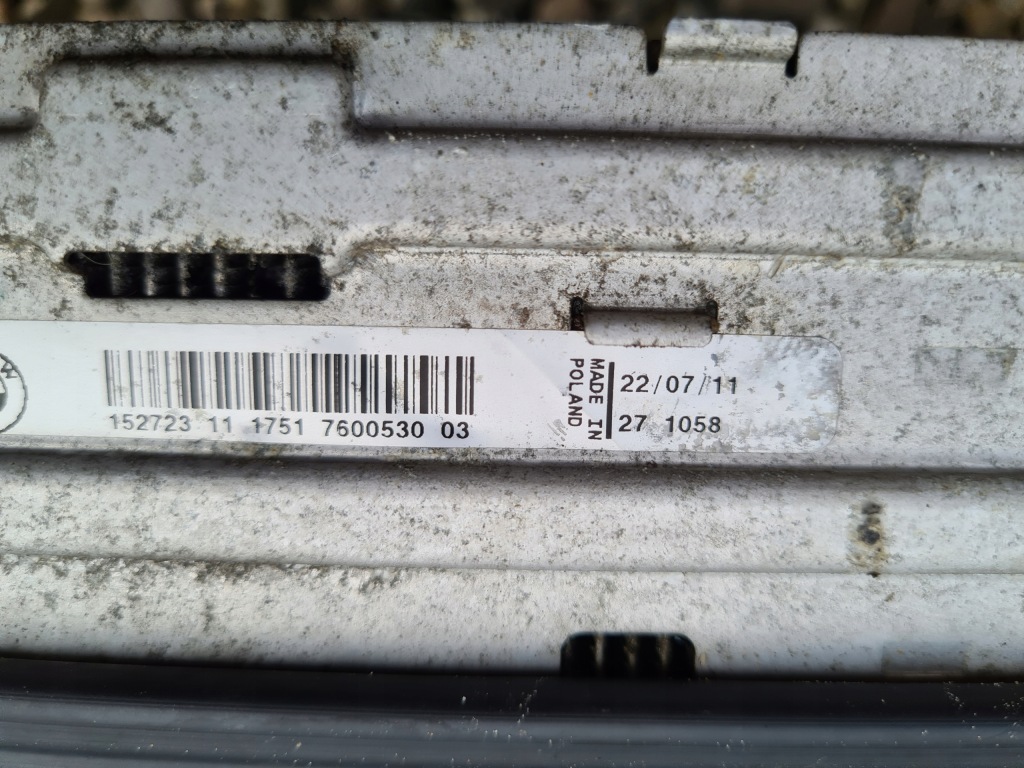 152723 11 1751 7600530 03
MADE IN
POLAND
22/07/11
27 1058